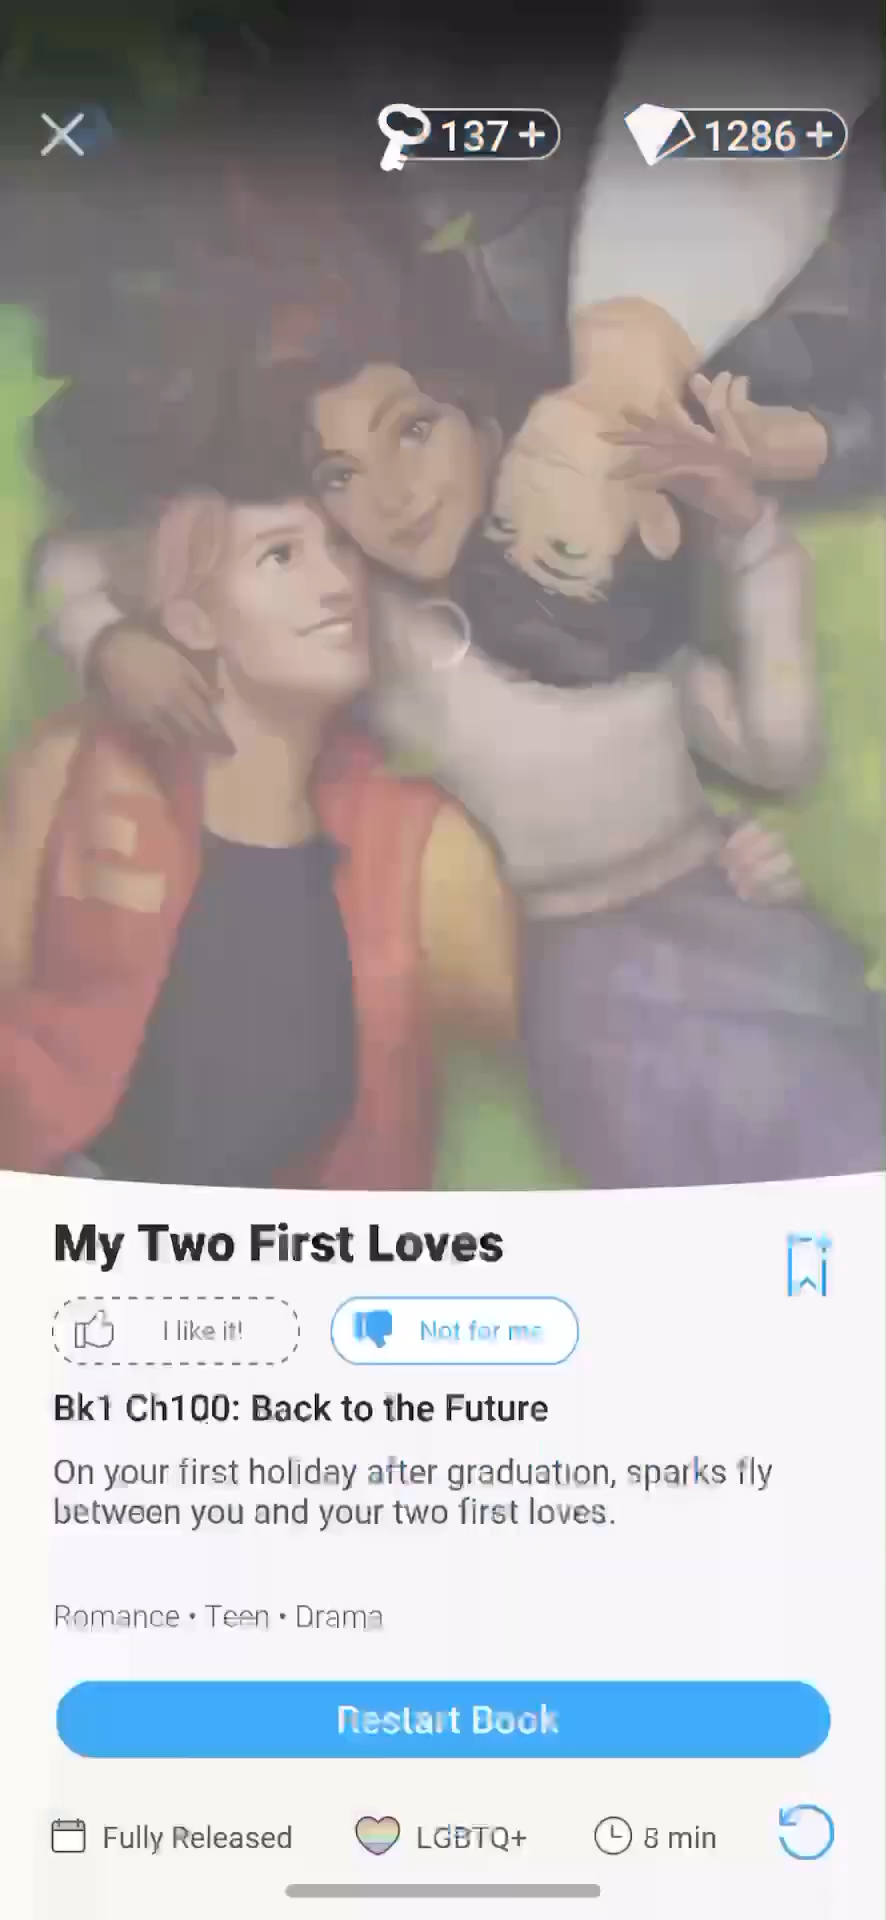 137 +
1286 +
My Two First Loves
I like it!
Not for me
Bk1 Ch100: Back to the Future
On your first holiday after graduation, sparks fly
between you and your two first loves.
Romance • Teen • Drama
Restart Book
Fully Released
LGBTQ+
8 min